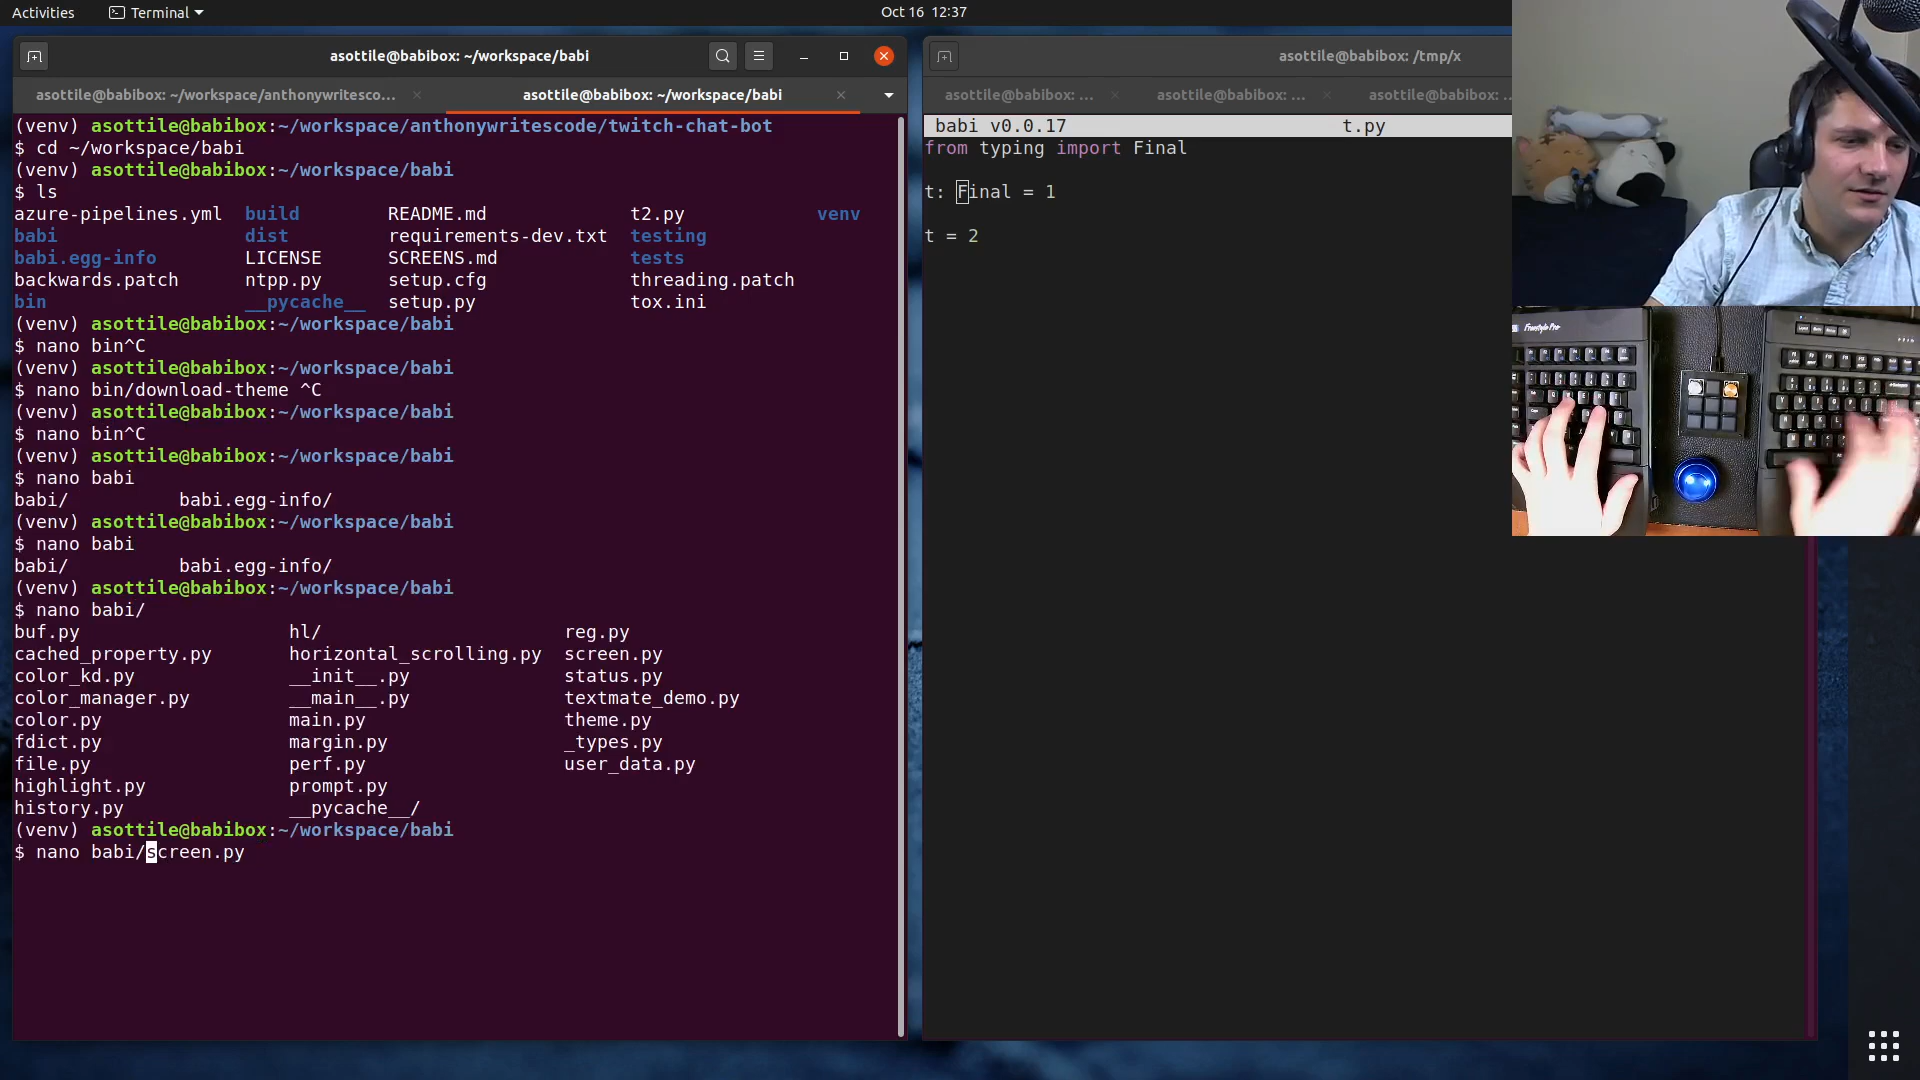 Activities
Terminal
Oct 16 12:37
asottile@babibox: ~/workspace/babi
asottile@babibox: ~/workspace/anthonywritesco...
asottile@babibox: ~/workspace/babi
(venv) asottile@babibox:~/workspace/anthonywritescode/twitch-chat-bot
$ cd ~/workspace/babi
(venv) asottile@babibox:~/workspace/babi
$ ls
azure-pipelines.yml build README.md t2.py venv
babi dist requirements-dev.txt testing
babi.egg-info LICENSE SCREENS.md tests
backwards.patch ntpp.py setup.cfg threading.patch
bin __pycache__ setup.py tox.ini
(venv) asottile@babibox:~/workspace/babi
$ nano bin^C
(venv) asottile@babibox:~/workspace/babi
$ nano bin/download-theme ^C
(venv) asottile@babibox:~/workspace/babi
$ nano bin^C
(venv) asottile@babibox:~/workspace/babi
$ nano babi
babi/ babi.egg-info/
(venv) asottile@babibox:~/workspace/babi
$ nano babi
babi/ babi.egg-info/
(venv) asottile@babibox:~/workspace/babi
$ nano babi/
buf.py hl/ reg.py
cached_property.py horizontal_scrolling.py screen.py
color_kd.py __init__.py status.py
color_manager.py __main__.py textmate_demo.py
color.py main.py theme.py
fdict.py margin.py _types.py
file.py perf.py user_data.py
highlight.py prompt.py
history.py __pycache__/
(venv) asottile@babibox:~/workspace/babi
$ nano babi/screen.py
asottile@babibox: /tmp/x
asottile@babibox: ...
asottile@babibox: ...
asottile@babibox: ...
babi v0.0.17 t.py
from typing import Final
t: Final = 1
t = 2
Freestyle Pro